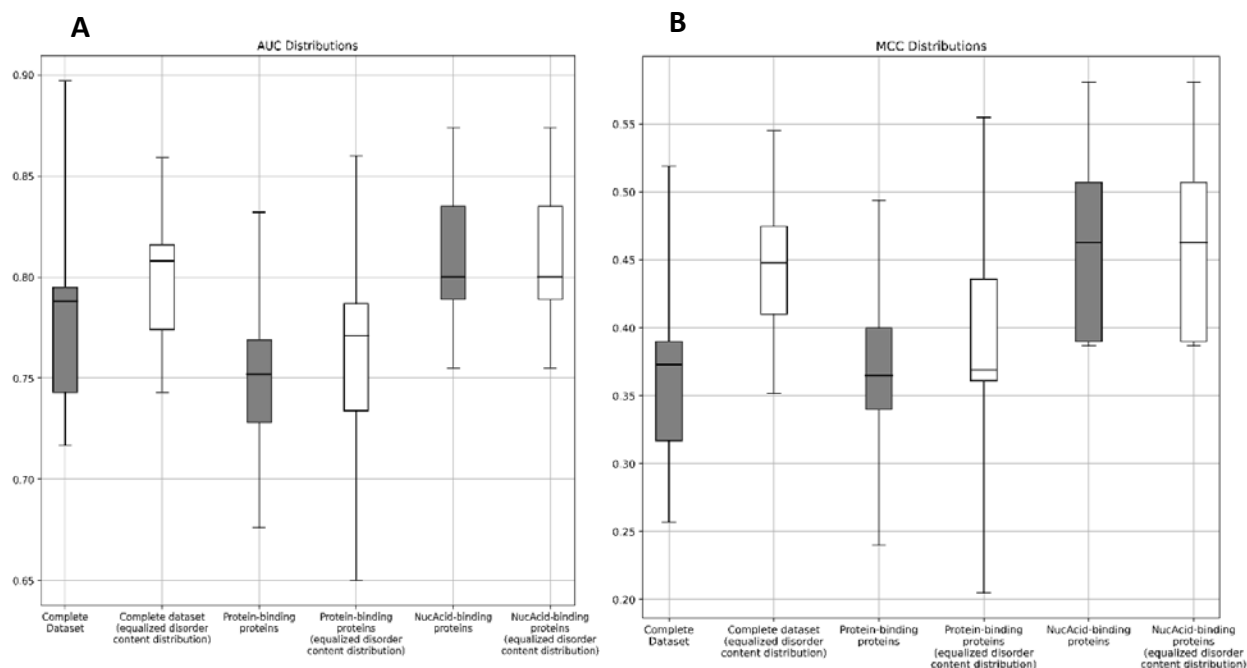 A
AUC Distributions
0.90
0.85
0.80
0.75
0.70
0.65
Complete
Dataset
Complete dataset
(equalized disorder
content distribution)
Protein-binding
proteins
Protein-binding
proteins
(equalized disorder
content distribution)
NucAcid-binding
proteins
NucAcid-binding
proteins
(equalized disorder
content distribution)
B
MCC Distributions
0.55
0.50
0.45
0.40
0.35
0.30
0.25
0.20
Complete
Dataset
Complete dataset
(equalized disorder
content distribution)
Protein-binding
proteins
Protein-binding
proteins
(equalized disorder
content distribution)
NucAcid-binding
proteins
NucAcid-binding
proteins
(equalized disorder
content distribution)